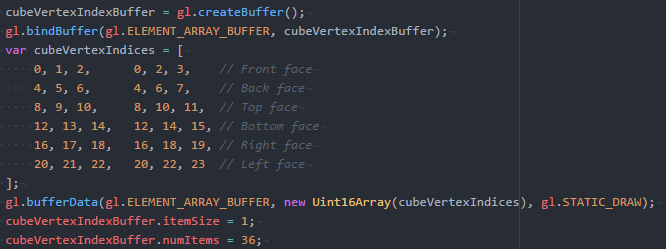 cubeVertexIndexBuffer = gl.createBuffer();
gl.bindBuffer(gl.ELEMENT_ARRAY_BUFFER, cubeVertexIndexBuffer);
var cubeVertexIndices = [
    0, 1, 2,      0, 2, 3,    // Front face
    4, 5, 6,      4, 6, 7,    // Back face
    8, 9, 10,     8, 10, 11,  // Top face
    12, 13, 14,   12, 14, 15, // Bottom face
    16, 17, 18,   16, 18, 19, // Right face
    20, 21, 22,   20, 22, 23  // Left face
];
gl.bufferData(gl.ELEMENT_ARRAY_BUFFER, new Uint16Array(cubeVertexIndices), gl.STATIC_DRAW);
cubeVertexIndexBuffer.itemSize = 1;
cubeVertexIndexBuffer.numItems = 36;